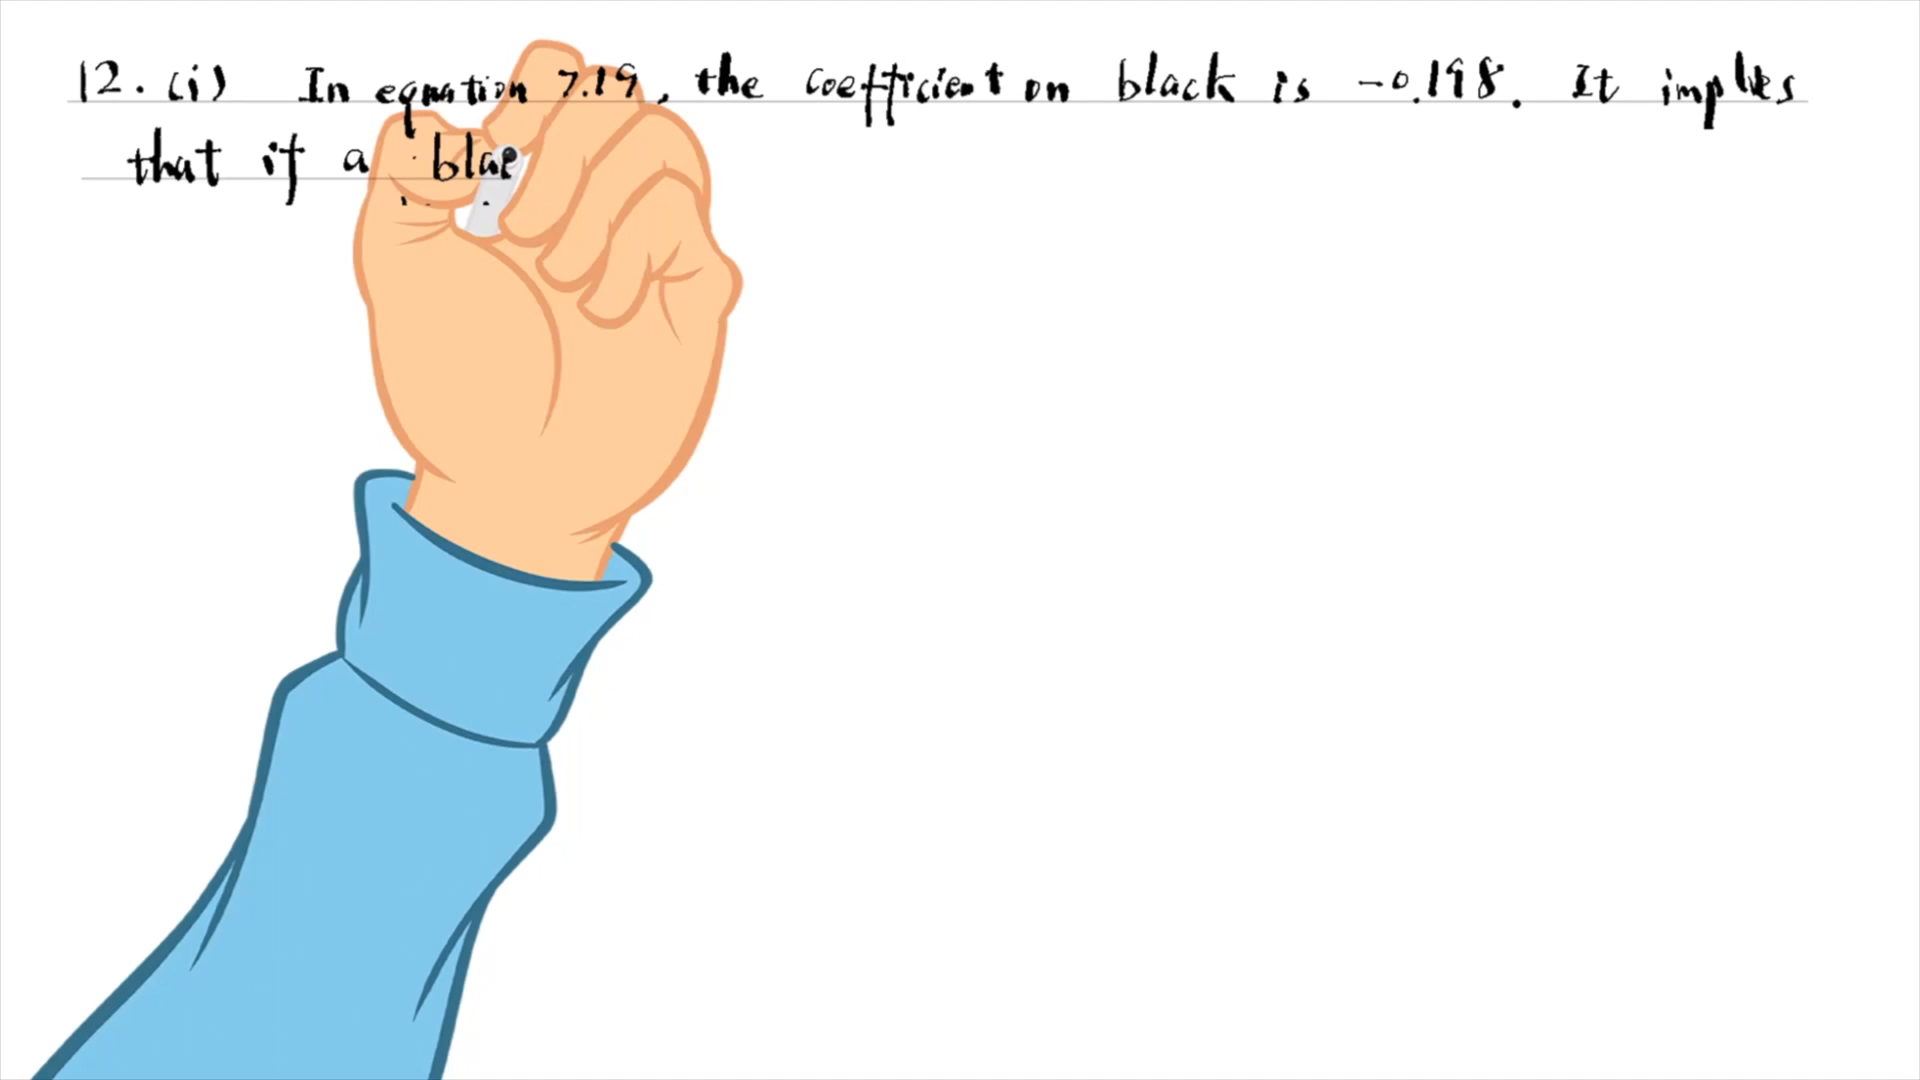 12. (i) In equation 7.19, the coefficient on black is -0.198. It implies
that if a blac